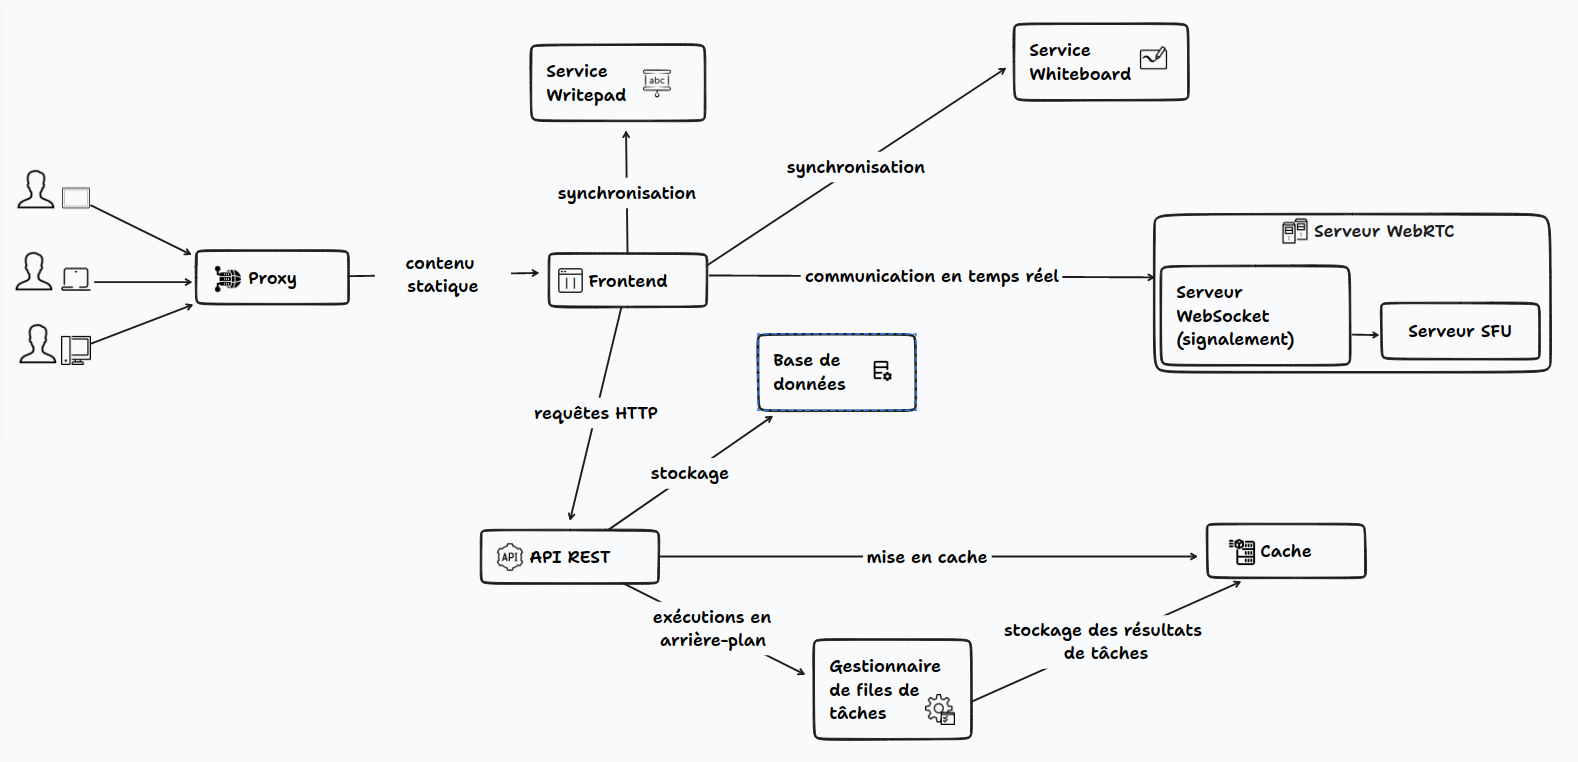 Service
Whiteboard
Service
Writepad
abc
synchronisation
synchronisation
Serveur WebRTC
Proxy
contenu
statique
Frontend
communication en temps réel
Serveur
WebSocket
(signalement)
Serveur SFU
Base de
données
requêtes HTTP
stockage
API
API REST
mise en cache
Cache
exécutions en
arrière-plan
stockage des résultats
de tâches
Gestionnaire
de files de
tâches